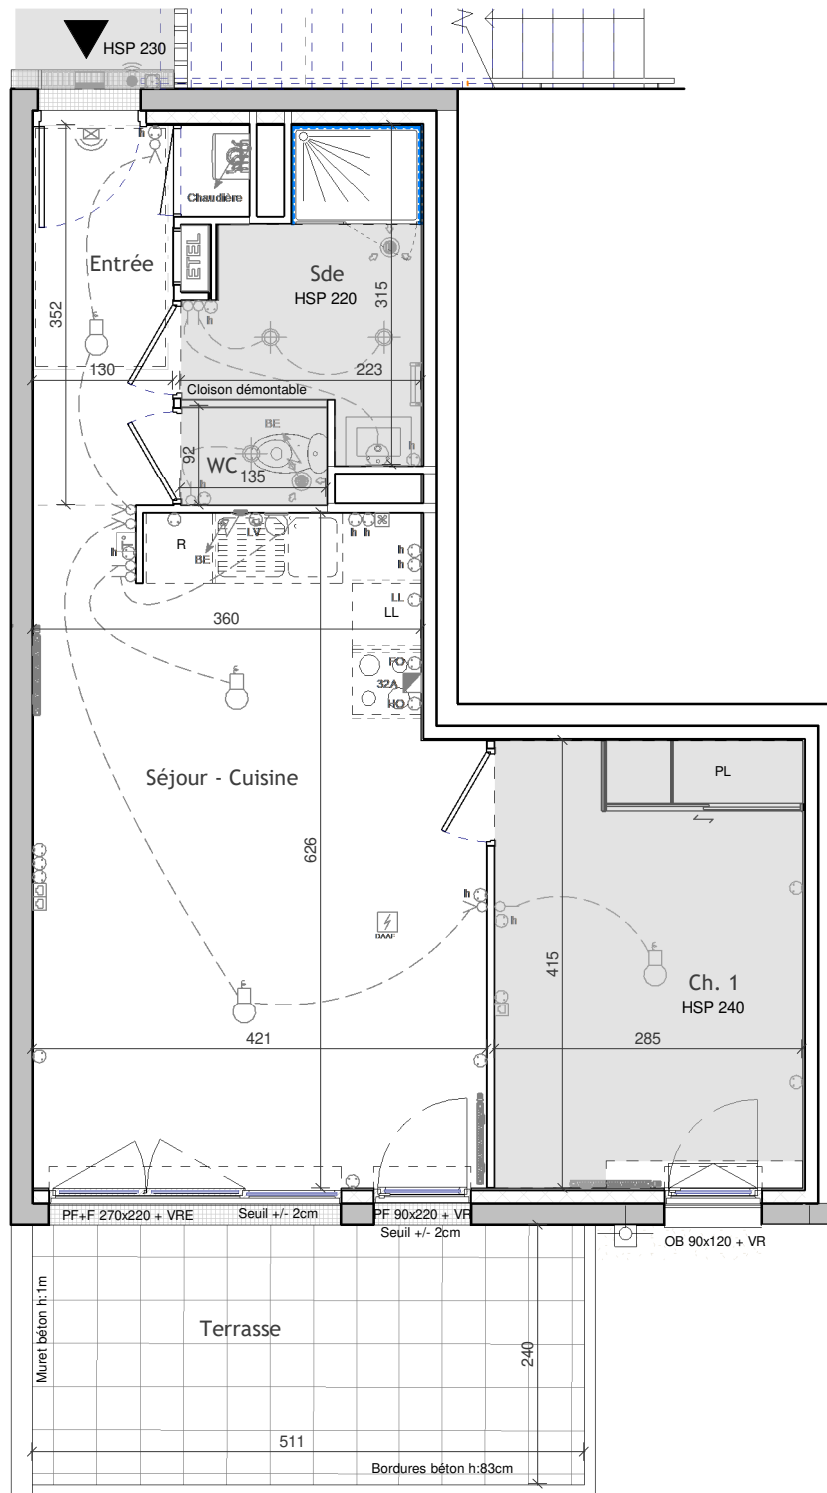 HSP 230
Chaudière
Entrée
ETEL
Sde
HSP 220
352
315
h
130
223
Cloison démontable
BE
h
92
WC
135
h
R
LV
BE
h h
h
h
h
LL
LL
360
FO
32A
HO
Séjour - Cuisine
PL
626
h
h
DAAF
415
Ch. 1
HSP 240
421
285
PF+F 270x220 + VRE
Seuil +/- 2cm
PF 90x220 + VR
Seuil +/- 2cm
OB 90x120 + VR
Muret béton h:1m
Terrasse
240
511
Bordures béton h:83cm